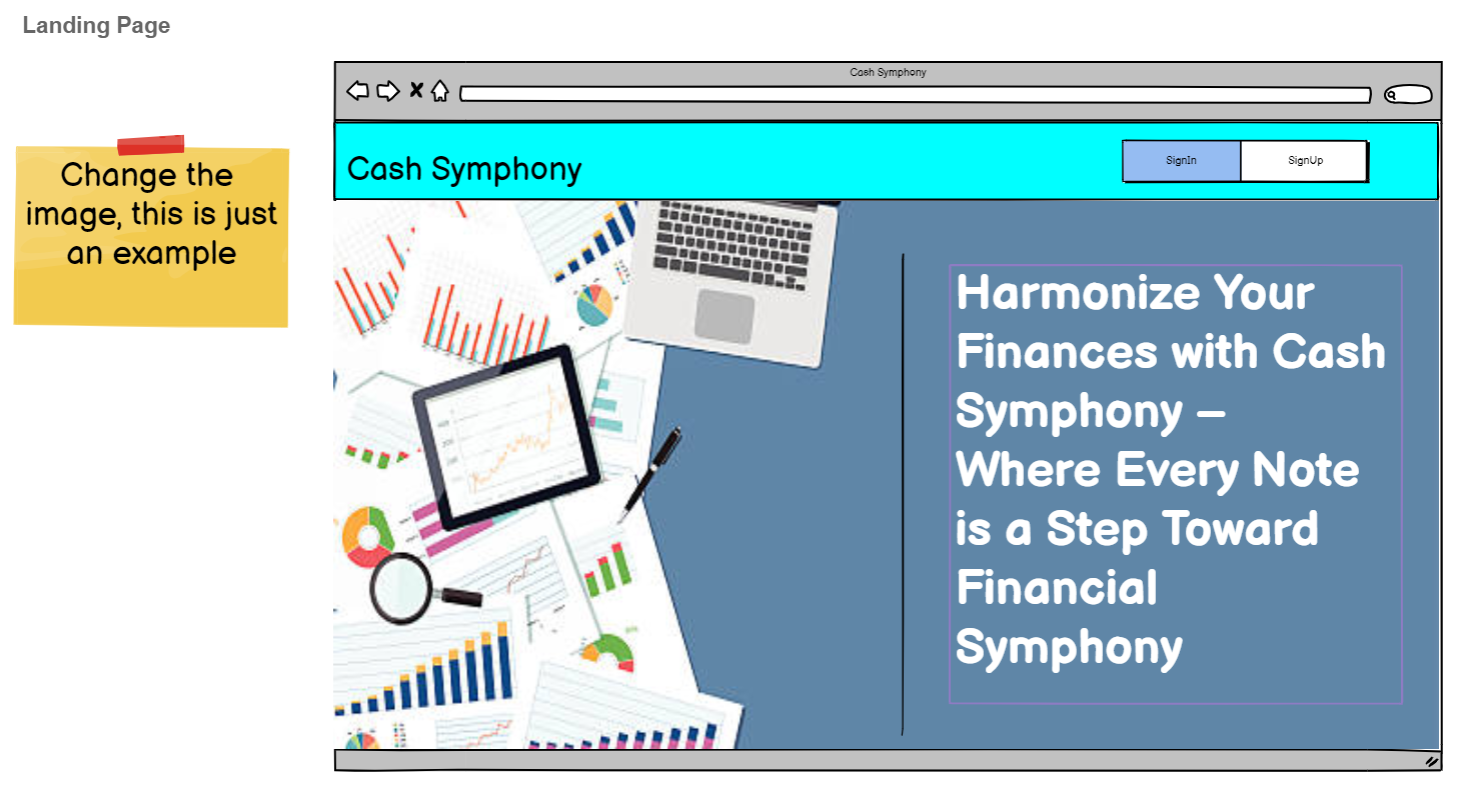 Landing Page
Cash Symphony
Change the
image, this is just
an example
Cash Symphony
SignIn
SignUp
Harmonize Your
Finances with Cash
Symphony –
Where Every Note
is a Step Toward
Financial
Symphony